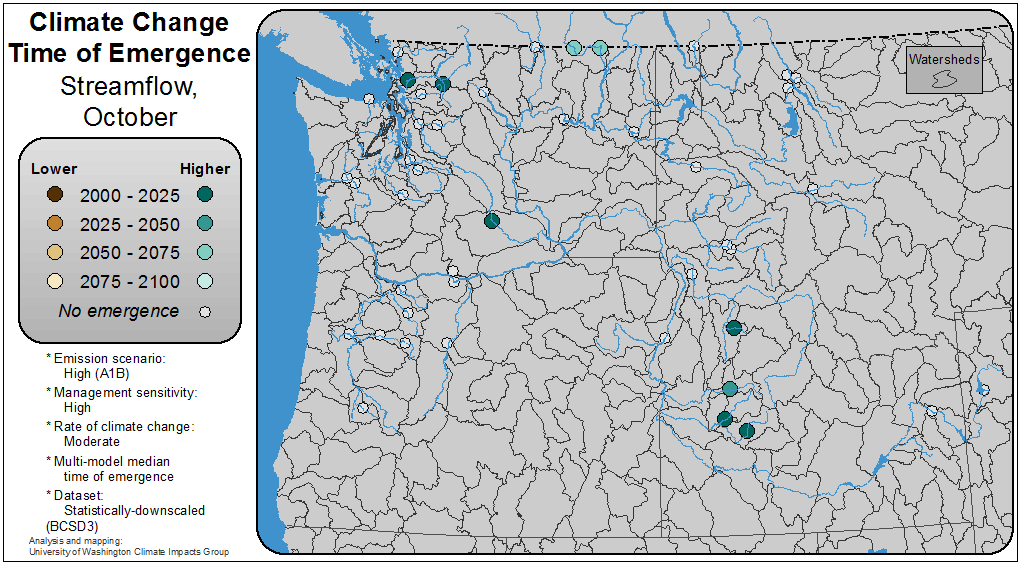 Climate Change
Time of Emergence
Streamflow,
October
Lower Higher
2000 - 2025
2025 - 2050
2050 - 2075
2075 - 2100
No emergence
* Emission scenario:
High (A1B)
* Management sensitivity:
High
* Rate of climate change:
Moderate
* Multi-model median
time of emergence
* Dataset:
Statistically-downscaled
(BCSD3)
Analysis and mapping:
University of Washington Climate Impacts Group
Watersheds